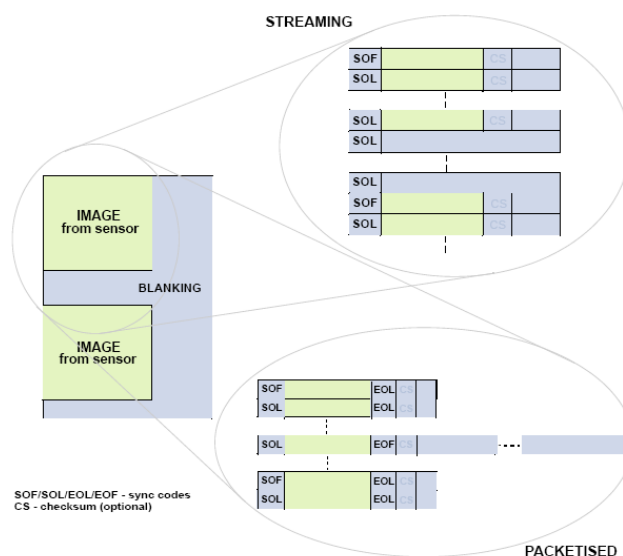 STREAMING
SOF CS
SOL CS
SOL CS
SOL
SOL
SOF CS
SOL CS
IMAGE
from sensor
BLANKING
IMAGE
from sensor
SOF EOL CS
SOL EOL CS
SOL EOF CS
SOF EOL CS
SOL EOL CS
SOF/SOL/EOL/EOF - sync codes
CS - checksum (optional)
PACKETISED